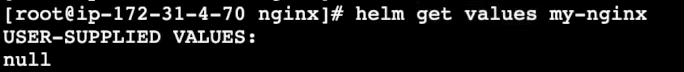 [root@ip-172-31-4-70 nginx]# helm get values my-nginx
USER-SUPPLIED VALUES:
null